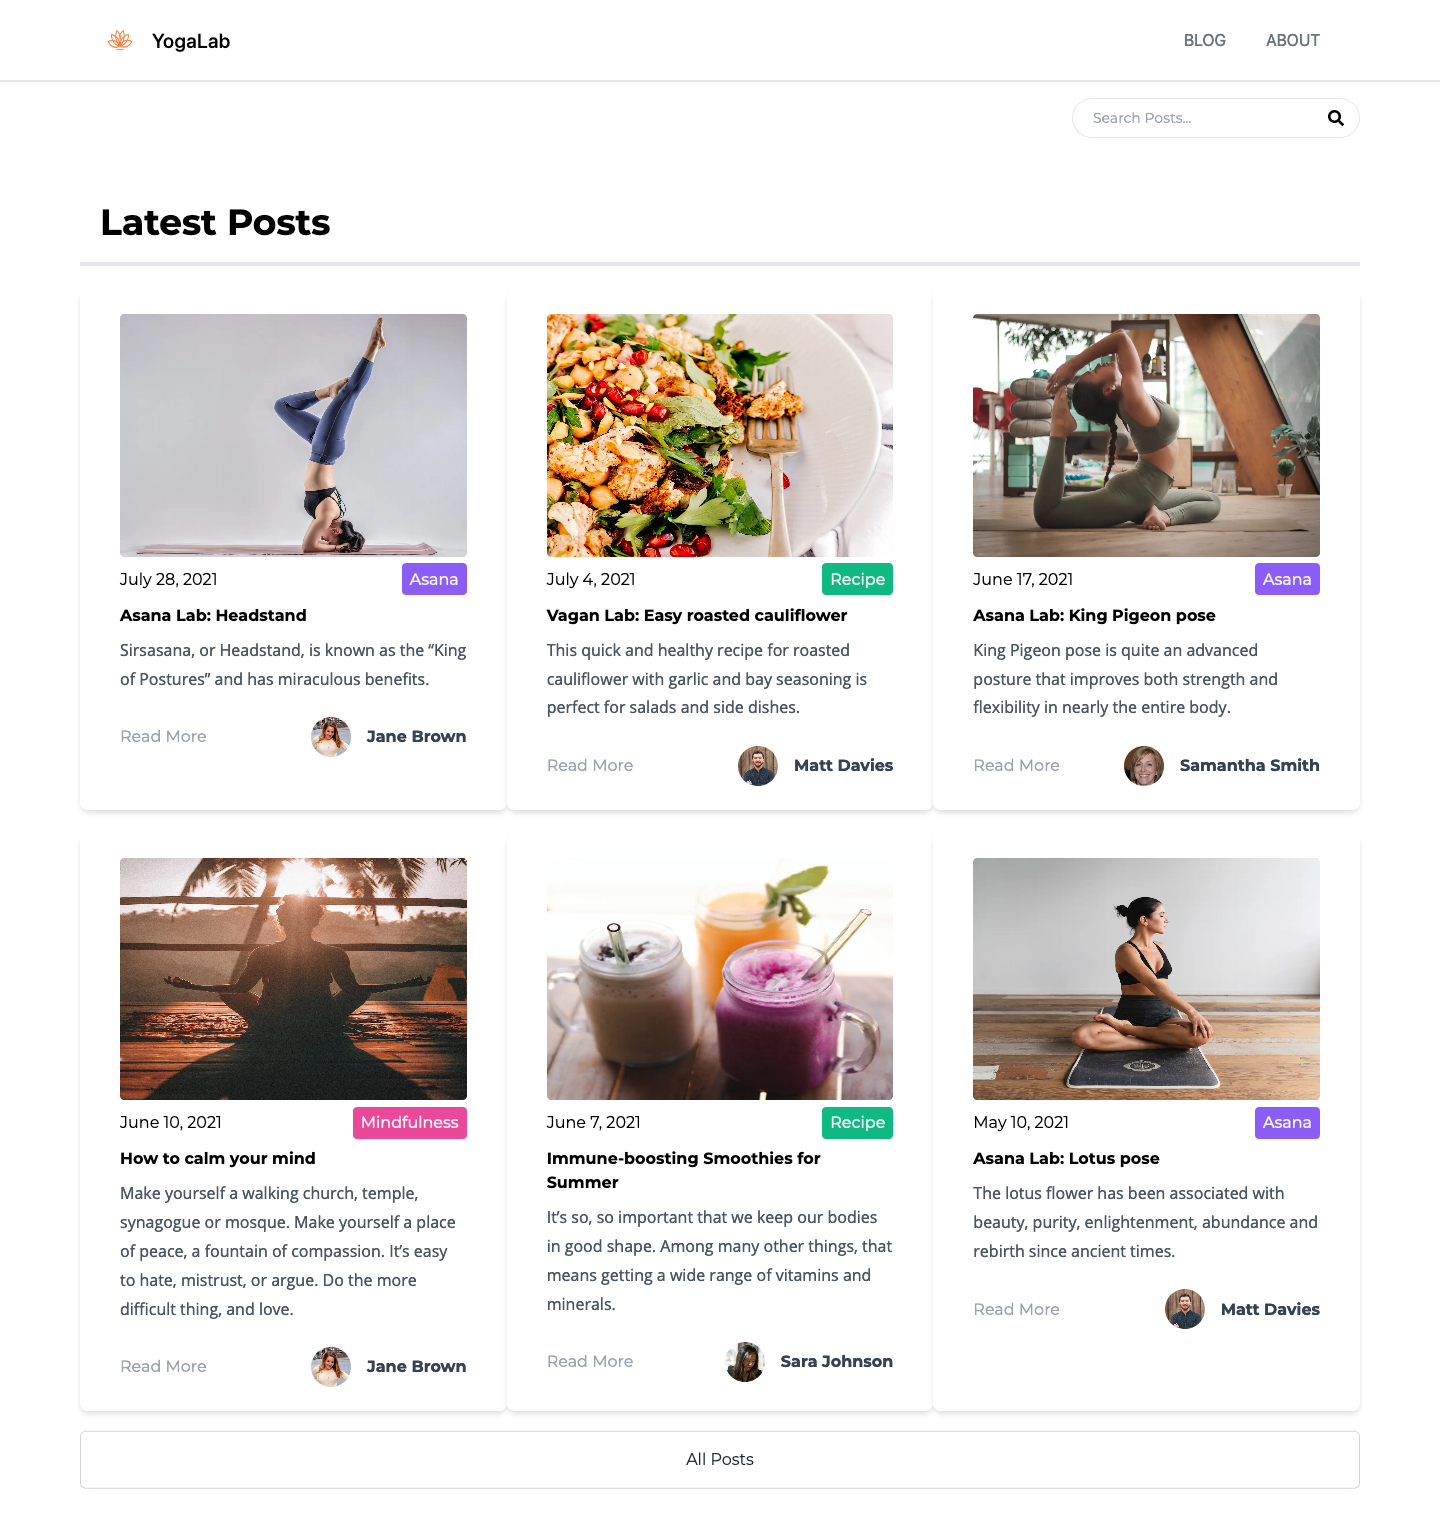 YogaLab
BLOG
ABOUT
Search Posts...
Latest Posts
July 28, 2021
Asana
Asana Lab: Headstand
Sirsasana, or Headstand, is known as the “King
of Postures” and has miraculous benefits.
Read More
Jane Brown
July 4, 2021
Recipe
Vagan Lab: Easy roasted cauliflower
This quick and healthy recipe for roasted
cauliflower with garlic and bay seasoning is
perfect for salads and side dishes.
Read More
Matt Davies
June 17, 2021
Asana
Asana Lab: King Pigeon pose
King Pigeon pose is quite an advanced
posture that improves both strength and
flexibility in nearly the entire body.
Read More
Samantha Smith
June 10, 2021
Mindfulness
How to calm your mind
Make yourself a walking church, temple,
synagogue or mosque. Make yourself a place
of peace, a fountain of compassion. It’s easy
to hate, mistrust, or argue. Do the more
difficult thing, and love.
Read More
Jane Brown
June 7, 2021
Recipe
Immune-boosting Smoothies for
Summer
It’s so, so important that we keep our bodies
in good shape. Among many other things, that
means getting a wide range of vitamins and
minerals.
Read More
Sara Johnson
May 10, 2021
Asana
Asana Lab: Lotus pose
The lotus flower has been associated with
beauty, purity, enlightenment, abundance and
rebirth since ancient times.
Read More
Matt Davies
All Posts